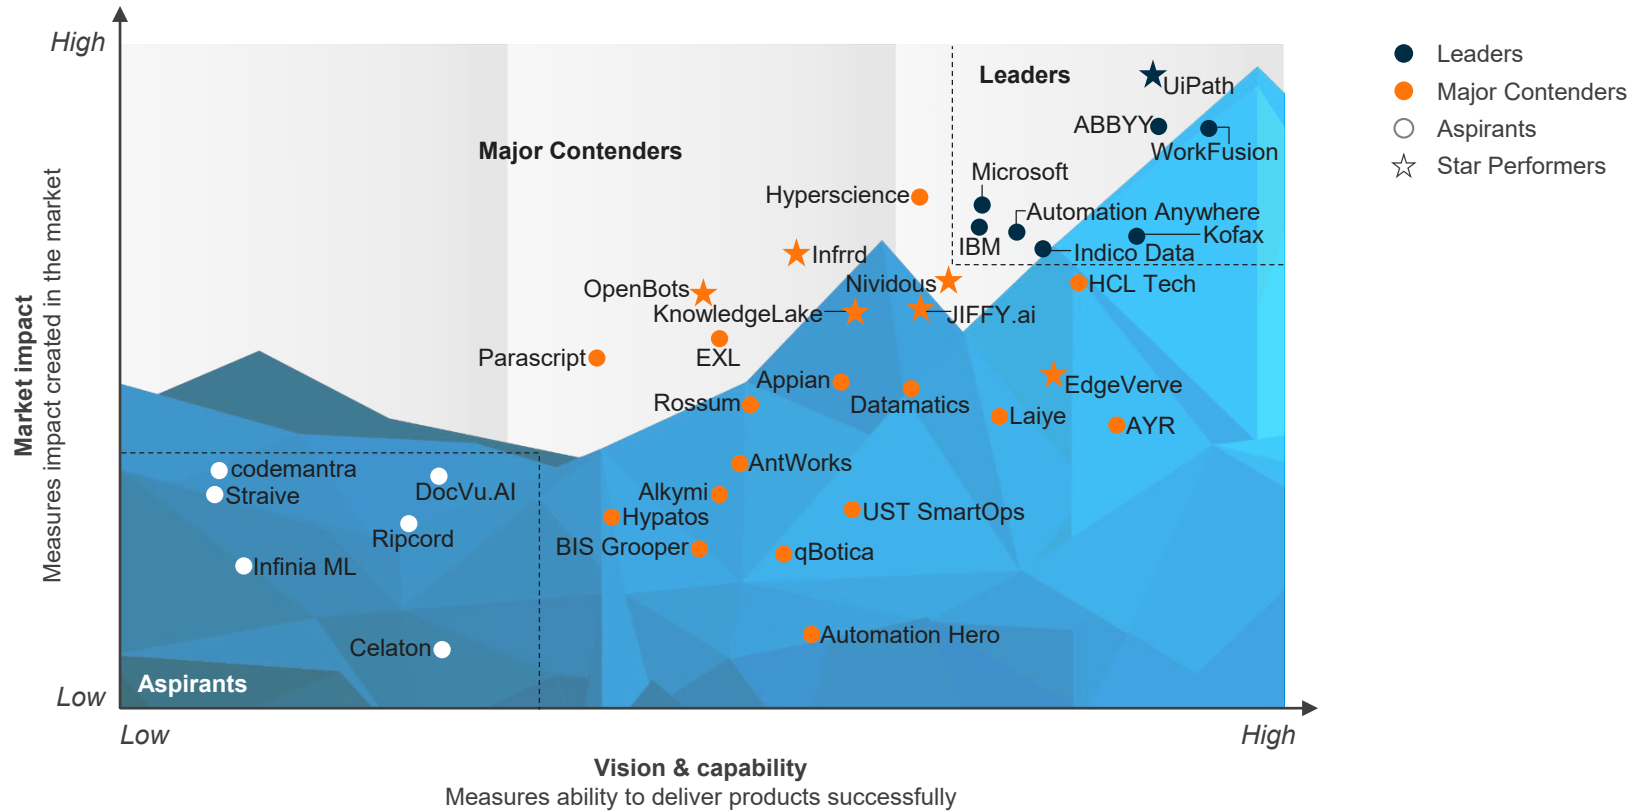 High
Leaders
UiPath
ABBYY
WorkFusion
Major Contenders
Microsoft
Hyperscience
Automation Anywhere
IBM
Kofax
Indico Data
Infrrd
Nividous
HCL Tech
OpenBots
KnowledgeLake
JIFFY.ai
Parascript
EXL
Appian
EdgeVerve
Rossum
Datamatics
Laiye
AYR
codemantra
AntWorks
Straive
DocVu.AI
Alkymi
Hypatos
UST SmartOps
Ripcord
BIS Grooper
qBotica
Infinia ML
Automation Hero
Celaton
Aspirants
Low
Market impact
Measures impact created in the market
Low
High
Vision & capability
Measures ability to deliver products successfully
Leaders
Major Contenders
Aspirants
Star Performers